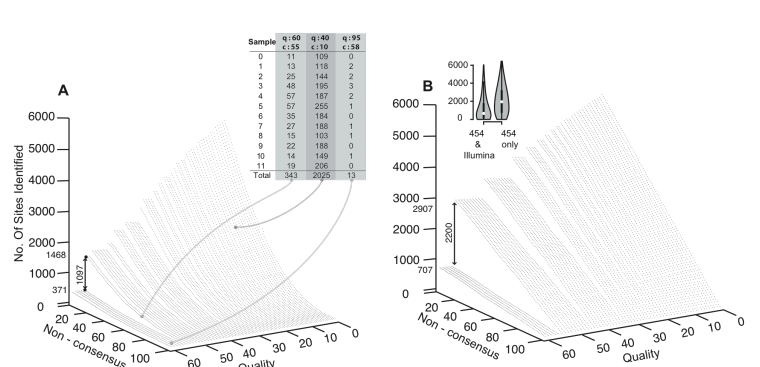 Sample q:60 q:40 q:95
c:55 c:10 c:58
0 11 109 0
1 13 118 2
2 25 144 2
3 48 195 3
4 57 187 2
5 57 255 1
6 35 184 0
7 27 188 1
8 15 103 1
9 22 188 0
10 14 149 1
11 19 206 0
Total 343 2025 13
A
No. Of Sites Identified
6000
5000
4000
3000
2000
1468
1000
371
0
1097
20
40
60
80
100
Non - consensus
60
50
40
30
20
10
0
Quality
B
6000
4000
2000
0
454
&
Illumina
454
only
6000
5000
4000
3000
2907
2000
1000
707
0
2200
20
40
60
80
100
Non - consensus
60
50
40
30
20
10
0
Quality